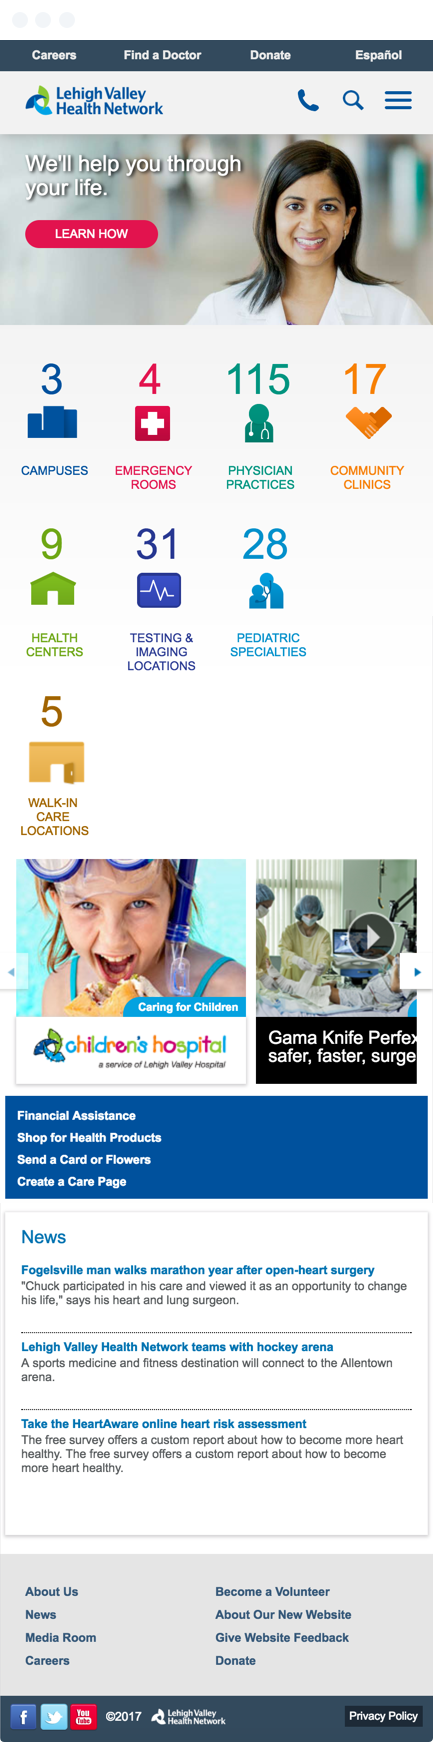 Careers Find a Doctor Donate Español
Lehigh Valley
Health Network
We'll help you through
your life.
LEARN HOW
3 4 115 17
CAMPUSES EMERGENCY ROOMS PHYSICIAN PRACTICES COMMUNITY CLINICS
9 31 28
HEALTH CENTERS TESTING & IMAGING LOCATIONS PEDIATRIC SPECIALTIES
5
WALK-IN
CARE
LOCATIONS
Caring for Children
children's hospital
a service of Lehigh Valley Hospital
Gama Knife Perfex
safer, faster, surge
Financial Assistance
Shop for Health Products
Send a Card or Flowers
Create a Care Page
News
Fogelsville man walks marathon year after open-heart surgery
"Chuck participated in his care and viewed it as an opportunity to change
his life," says his heart and lung surgeon.
Lehigh Valley Health Network teams with hockey arena
A sports medicine and fitness destination will connect to the Allentown
arena.
Take the HeartAware online heart risk assessment
The free survey offers a custom report about how to become more heart
healthy. The free survey offers a custom report about how to become
more heart healthy.
About Us Become a Volunteer
News About Our New Website
Media Room Give Website Feedback
Careers Donate
f You Tube ©2017 Lehigh Valley Health Network Privacy Policy